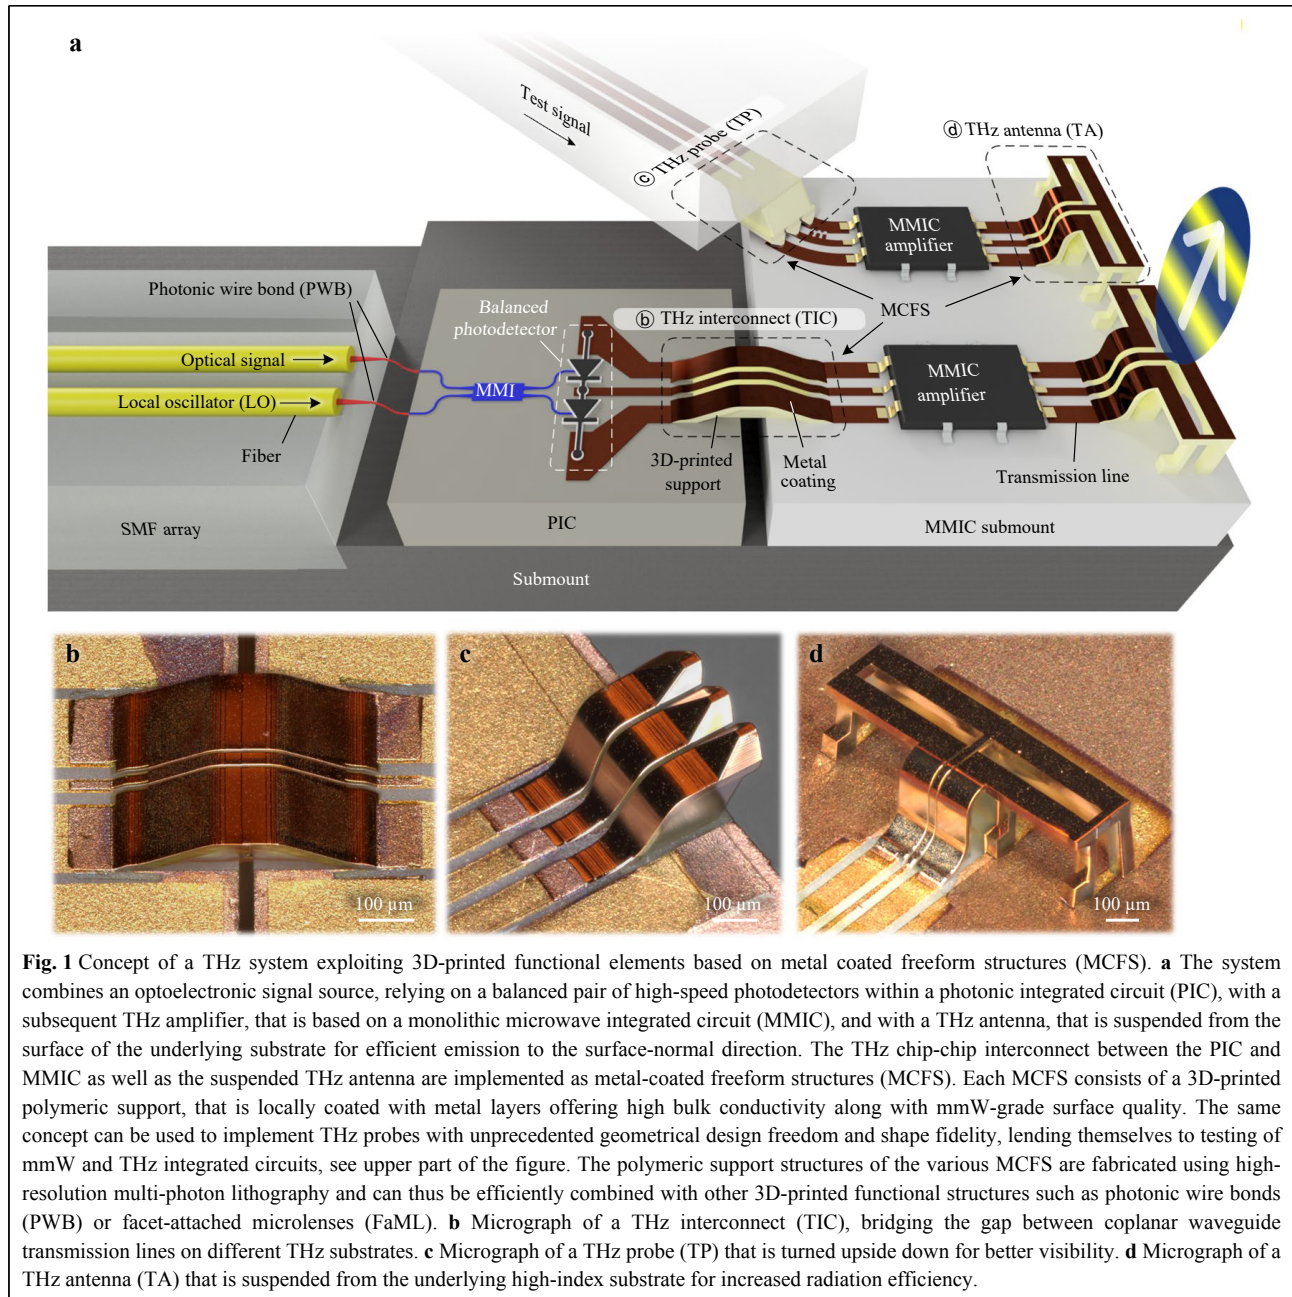 a
Test signal
ⓒ THz probe (TP)
ⓓ THz antenna (TA)
MMIC
amplifier
Photonic wire bond (PWB)
Balanced
photodetector
MCFS
ⓑ THz interconnect (TIC)
Optical signal
MMI
MMIC
amplifier
Local oscillator (LO)
Fiber
3D-printed
support
Metal
coating
Transmission line
SMF array
PIC
MMIC submount
Submount
b
100 µm
c
100 µm
d
100 µm
Fig. 1 Concept of a THz system exploiting 3D-printed functional elements based on metal coated freeform structures (MCFS). a The system
combines an optoelectronic signal source, relying on a balanced pair of high-speed photodetectors within a photonic integrated circuit (PIC), with a
subsequent THz amplifier, that is based on a monolithic microwave integrated circuit (MMIC), and with a THz antenna, that is suspended from the
surface of the underlying substrate for efficient emission to the surface-normal direction. The THz chip-chip interconnect between the PIC and
MMIC as well as the suspended THz antenna are implemented as metal-coated freeform structures (MCFS). Each MCFS consists of a 3D-printed
polymeric support, that is locally coated with metal layers offering high bulk conductivity along with mmW-grade surface quality. The same
concept can be used to implement THz probes with unprecedented geometrical design freedom and shape fidelity, lending themselves to testing of
mmW and THz integrated circuits, see upper part of the figure. The polymeric support structures of the various MCFS are fabricated using high-
resolution multi-photon lithography and can thus be efficiently combined with other 3D-printed functional structures such as photonic wire bonds
(PWB) or facet-attached microlenses (FaML). b Micrograph of a THz interconnect (TIC), bridging the gap between coplanar waveguide
transmission lines on different THz substrates. c Micrograph of a THz probe (TP) that is turned upside down for better visibility. d Micrograph of a
THz antenna (TA) that is suspended from the underlying high-index substrate for increased radiation efficiency.